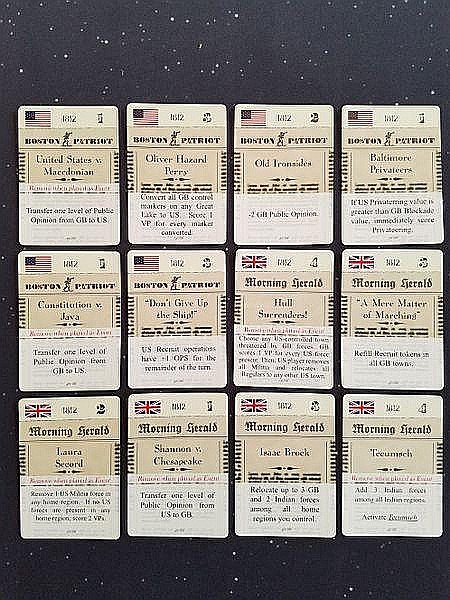 1812 1
BOSTON PATRIOT
United States v.
Macedonian
Remove when played as Event
Transfer one level of Public
Opinion from GB to US.
1812 3
BOSTON PATRIOT
Oliver Hazard
Perry
Convert all GB control
markers on any Great
Lake to US. Score 1
VP for every marker
converted.
1812 2
BOSTON PATRIOT
Old Ironsides
-2 GB Public Opinion.
1812 1
BOSTON PATRIOT
Baltimore
Privateers
If US Privateering value is
greater than GB Blockade
value, immediately score
Privateering.
1812 1
BOSTON PATRIOT
Constitution v.
Java
Remove when played as Event
Transfer one level of
Public Opinion from
GB to US.
1812 3
BOSTON PATRIOT
"Don't Give Up
the Ship!"
US Recruit operations
have +1 OPS for the
remainder of the turn.
1812 4
Morning Herald
Hull
Surrenders!
Remove when played as Event
Choose any US-controlled town
threatened by GB forces.
scores 1 VP for every US force
present. Then, US player removes
all Militia and relocates all
Regulars to any other US town.
1812 3
Morning Herald
"A Mere Matter
of Marching"
Refill Recruit tokens in
all GB towns.
1812 2
Morning Herald
Laura
Secord
Remove when played as Event
Remove 1 US Militia force in
any home region. If no US
forces are present in any
home region, score 2 VPs.
1812 1
Morning Herald
Shannon v.
Chesapeake
Remove when played as Event
Transfer one level of
Public Opinion from
US to GB.
1812 3
Morning Herald
Isaac Brock
Relocate up to 3 GB
and 2 Indian forces
among all home
regions you control.
1812 4
Morning Herald
Tecumseh
Remove when played as Event
Add 3 Indian forces
among all Indian regions.
Activate Tecumseh